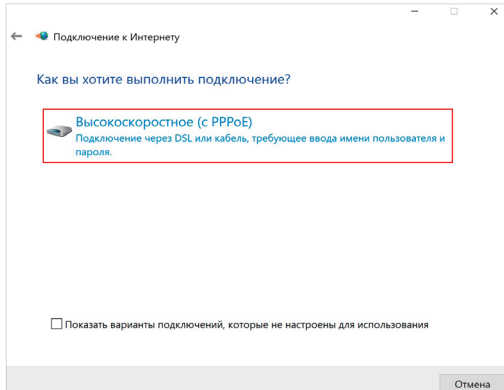 Подключение к Интернету
Как вы хотите выполнить подключение?
Высокоскоростное (с PPPoE)
Подключение через DSL или кабель, требующее ввода имени пользователя и
пароля.
Показать варианты подключений, которые не настроены для использования
Отмена